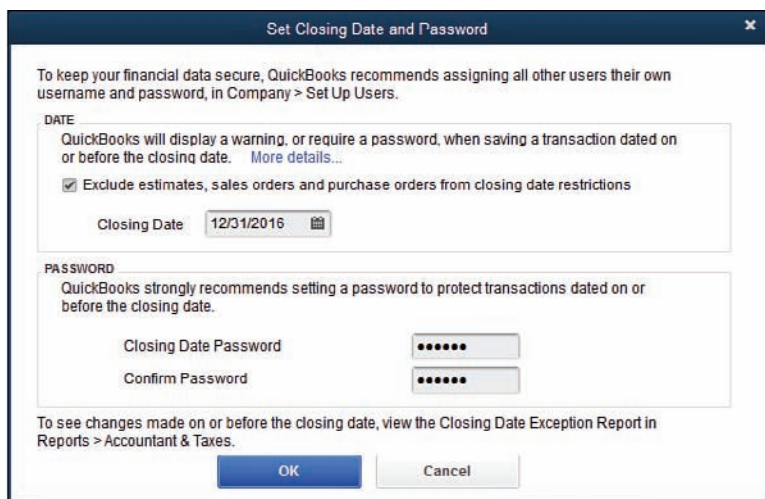 Set Closing Date and Password
To keep your financial data secure, QuickBooks recommends assigning all other users their own
username and password, in Company > Set Up Users.
DATE
QuickBooks will display a warning, or require a password, when saving a transaction dated on
or before the closing date. More details...
Exclude estimates, sales orders and purchase orders from closing date restrictions
Closing Date 12/31/2016
PASSWORD
QuickBooks strongly recommends setting a password to protect transactions dated on or
before the closing date.
Closing Date Password ••••••
Confirm Password ••••••
To see changes made on or before the closing date, view the Closing Date Exception Report in
Reports > Accountant & Taxes.
OK Cancel